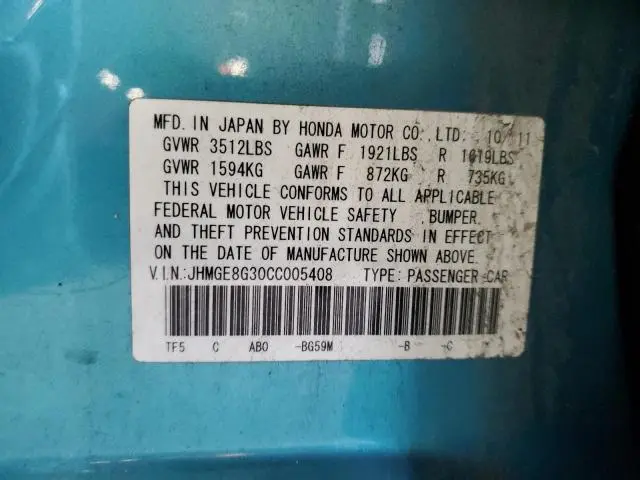 MFD. IN JAPAN BY HONDA MOTOR CO.,LTD. 10/11
GVWR 3512LBS GAWR F 1921LBS R 1619LBS
GVWR 1594KG GAWR F 872KG R 735KG
THIS VEHICLE CONFORMS TO ALL APPLICABLE
FEDERAL MOTOR VEHICLE SAFETY , BUMPER,
AND THEFT PREVENTION STANDARDS IN EFFECT
ON THE DATE OF MANUFACTURE SHOWN ABOVE.
V.I.N.:JHMGE8G30CC005408 TYPE: PASSENGER CAR
TF5 C ABO -BG59M -B -C